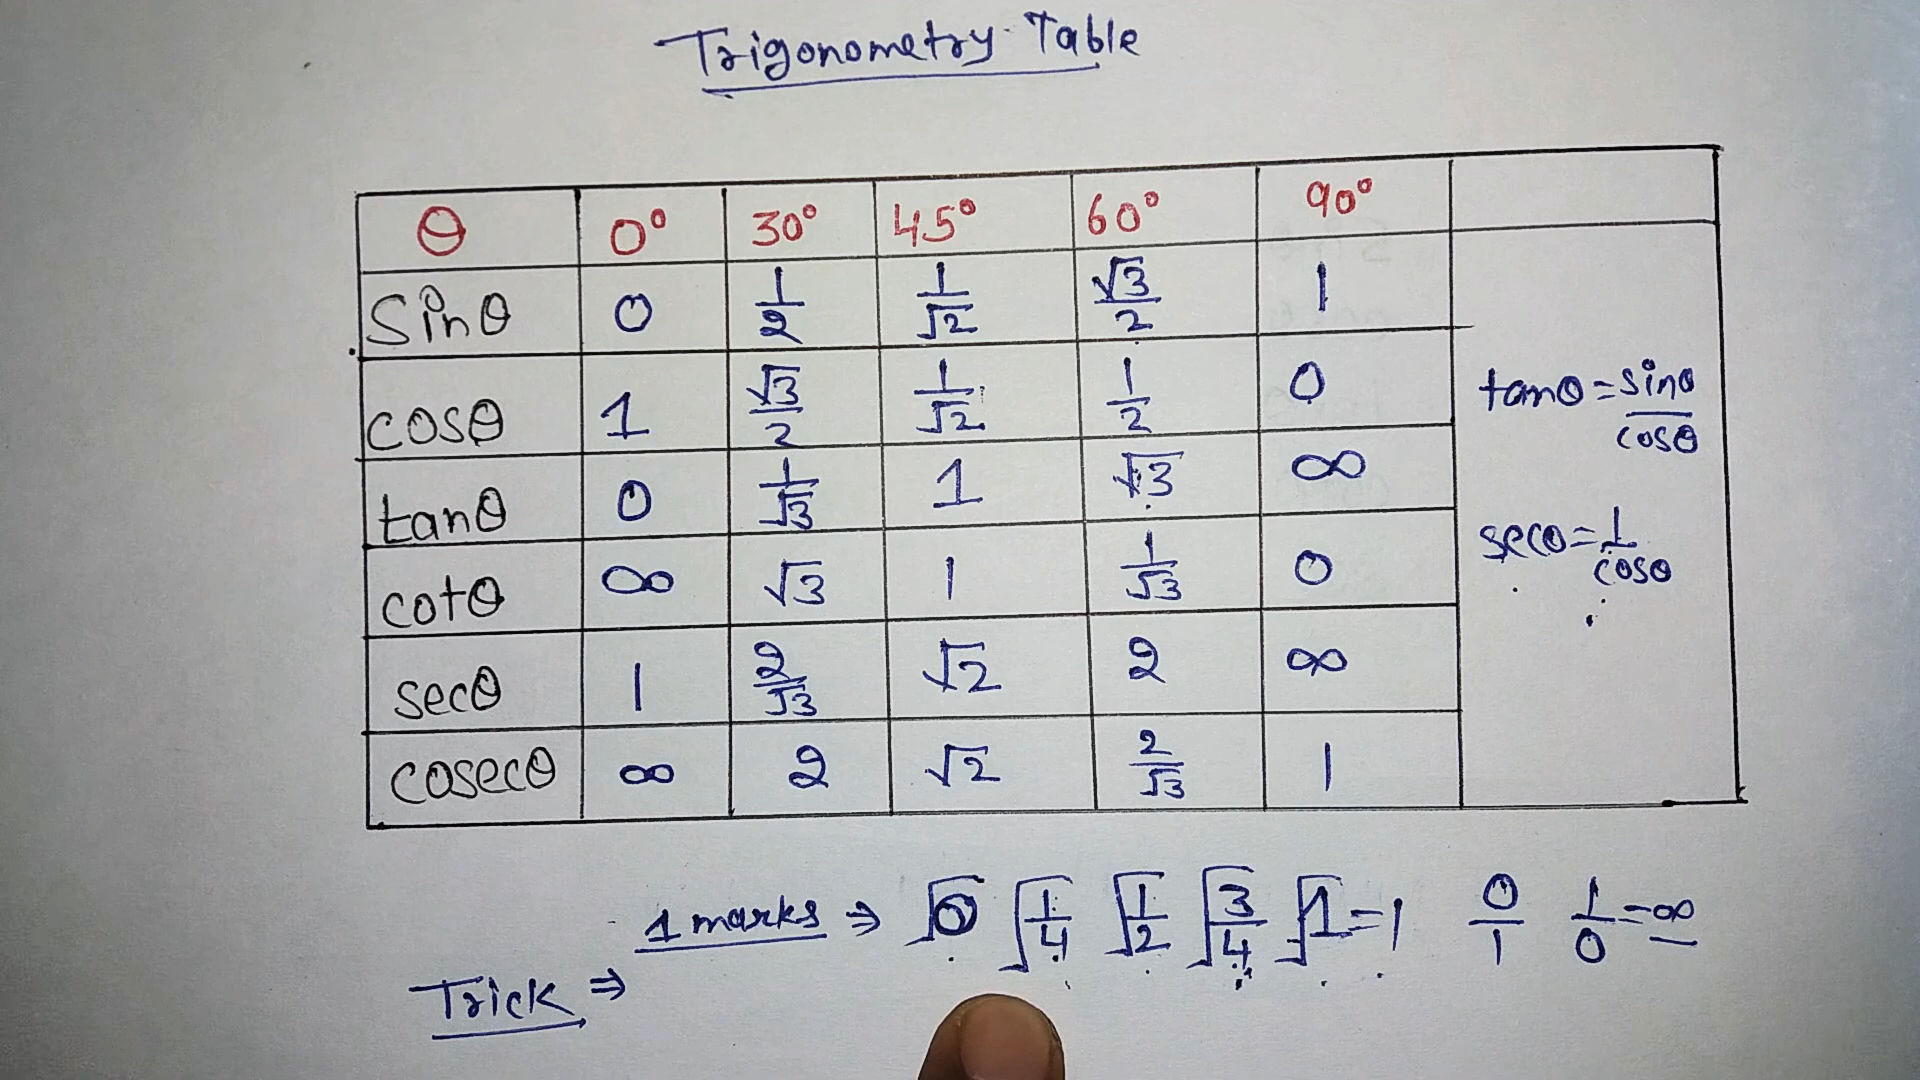 Trigonometry Table
θ 0° 30° 45° 60° 90°
Sinθ 0 1/2 1/√2 √3/2 1
cosθ 1 √3/2 1/√2 1/2 0
tanθ = sinθ/cosθ
tanθ 0 1/√3 1 √3 ∞
cotθ ∞ √3 1 1/√3 0
secθ = 1/cosθ
secθ 1 2/√3 √2 2 ∞
cosecθ ∞ 2 √2 2/√3 1
1 marks ⇒ √0 √1/4 √1/2 √3/4 √1 = 1 0/1 1/0 = ∞
Trick ⇒